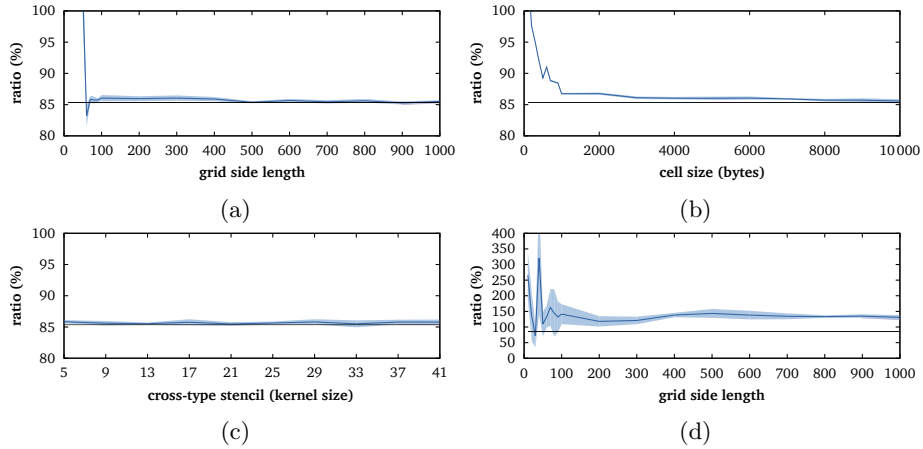 100
95
90
85
80
ratio (%)
0 100 200 300 400 500 600 700 800 900 1000
grid side length
(a)
100
95
90
85
80
ratio (%)
0 2000 4000 6000 8000 10 000
cell size (bytes)
(b)
100
95
90
85
80
ratio (%)
5 9 13 17 21 25 29 33 37 41
cross-type stencil (kernel size)
(c)
400
350
300
250
200
150
100
50
0
ratio (%)
0 100 200 300 400 500 600 700 800 900 1000
grid side length
(d)